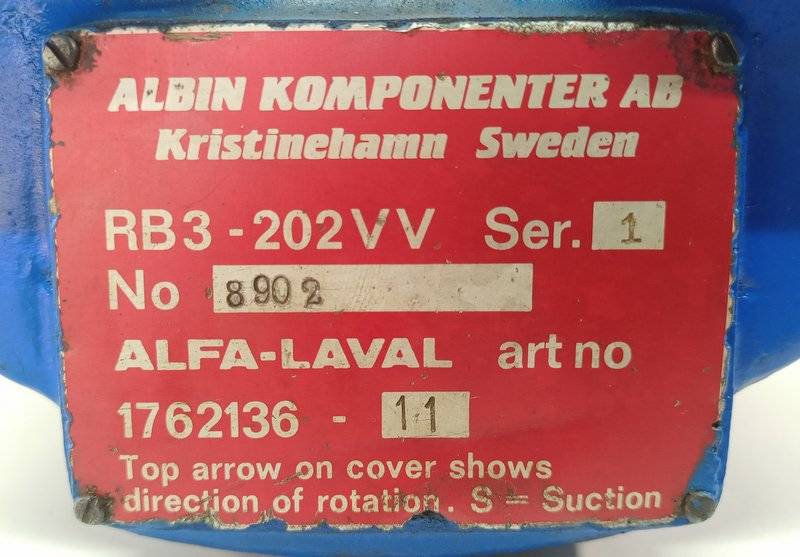 ALBIN KOMPONENTER AB
Kristinehamn Sweden
RB3-202VV Ser. 1
No 8902
ALFA-LAVAL art no
1762136 - 11
Top arrow on cover shows
direction of rotation. S = Suction